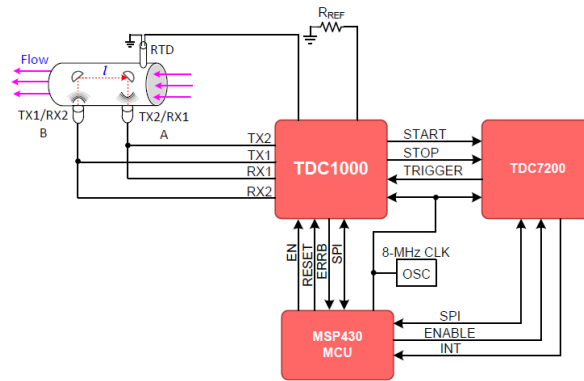 R_REF
RTD
Flow
l
TX1/RX2
B
TX2/RX1
A
TX2
TX1
RX1
RX2
TDC1000
START
STOP
TRIGGER
TDC7200
EN
RESET
ERRB
SPI
8-MHz CLK
OSC
MSP430
MCU
SPI
ENABLE
INT